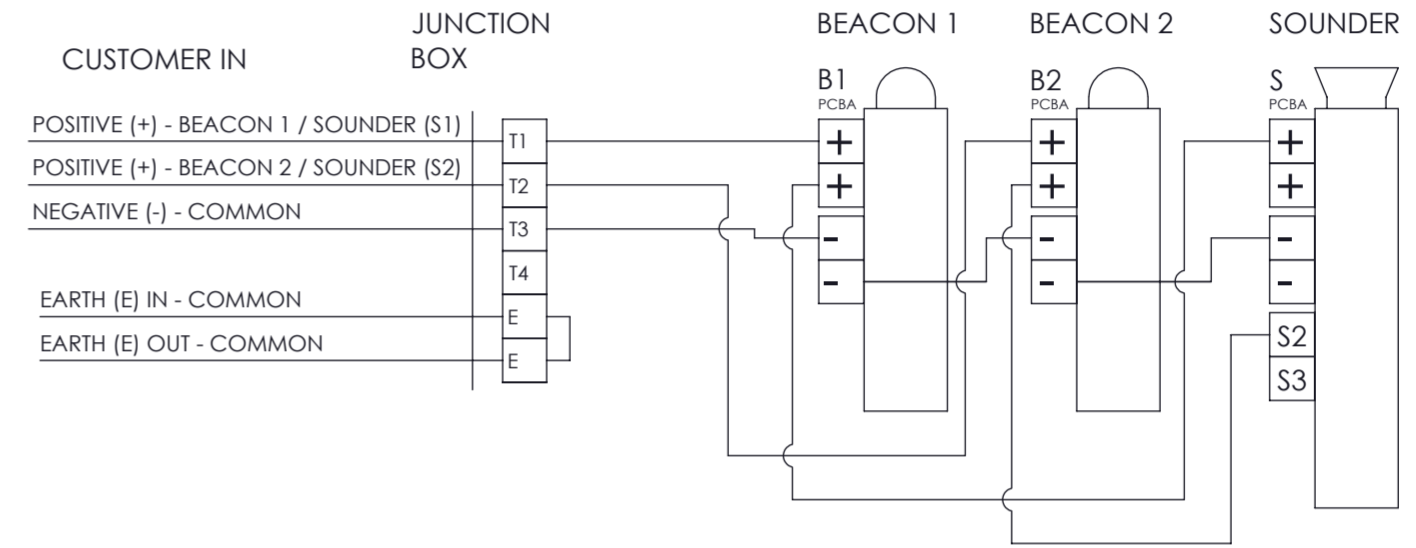 CUSTOMER IN
JUNCTION
BOX
BEACON 1
BEACON 2
SOUNDER
POSITIVE (+) - BEACON 1 / SOUNDER (S1)
POSITIVE (+) - BEACON 2 / SOUNDER (S2)
NEGATIVE (-) - COMMON
EARTH (E) IN - COMMON
EARTH (E) OUT - COMMON
T1
T2
T3
T4
E
E
B1
PCBA
+
+
-
-
B2
PCBA
+
+
-
-
S
PCBA
+
+
-
-
S2
S3